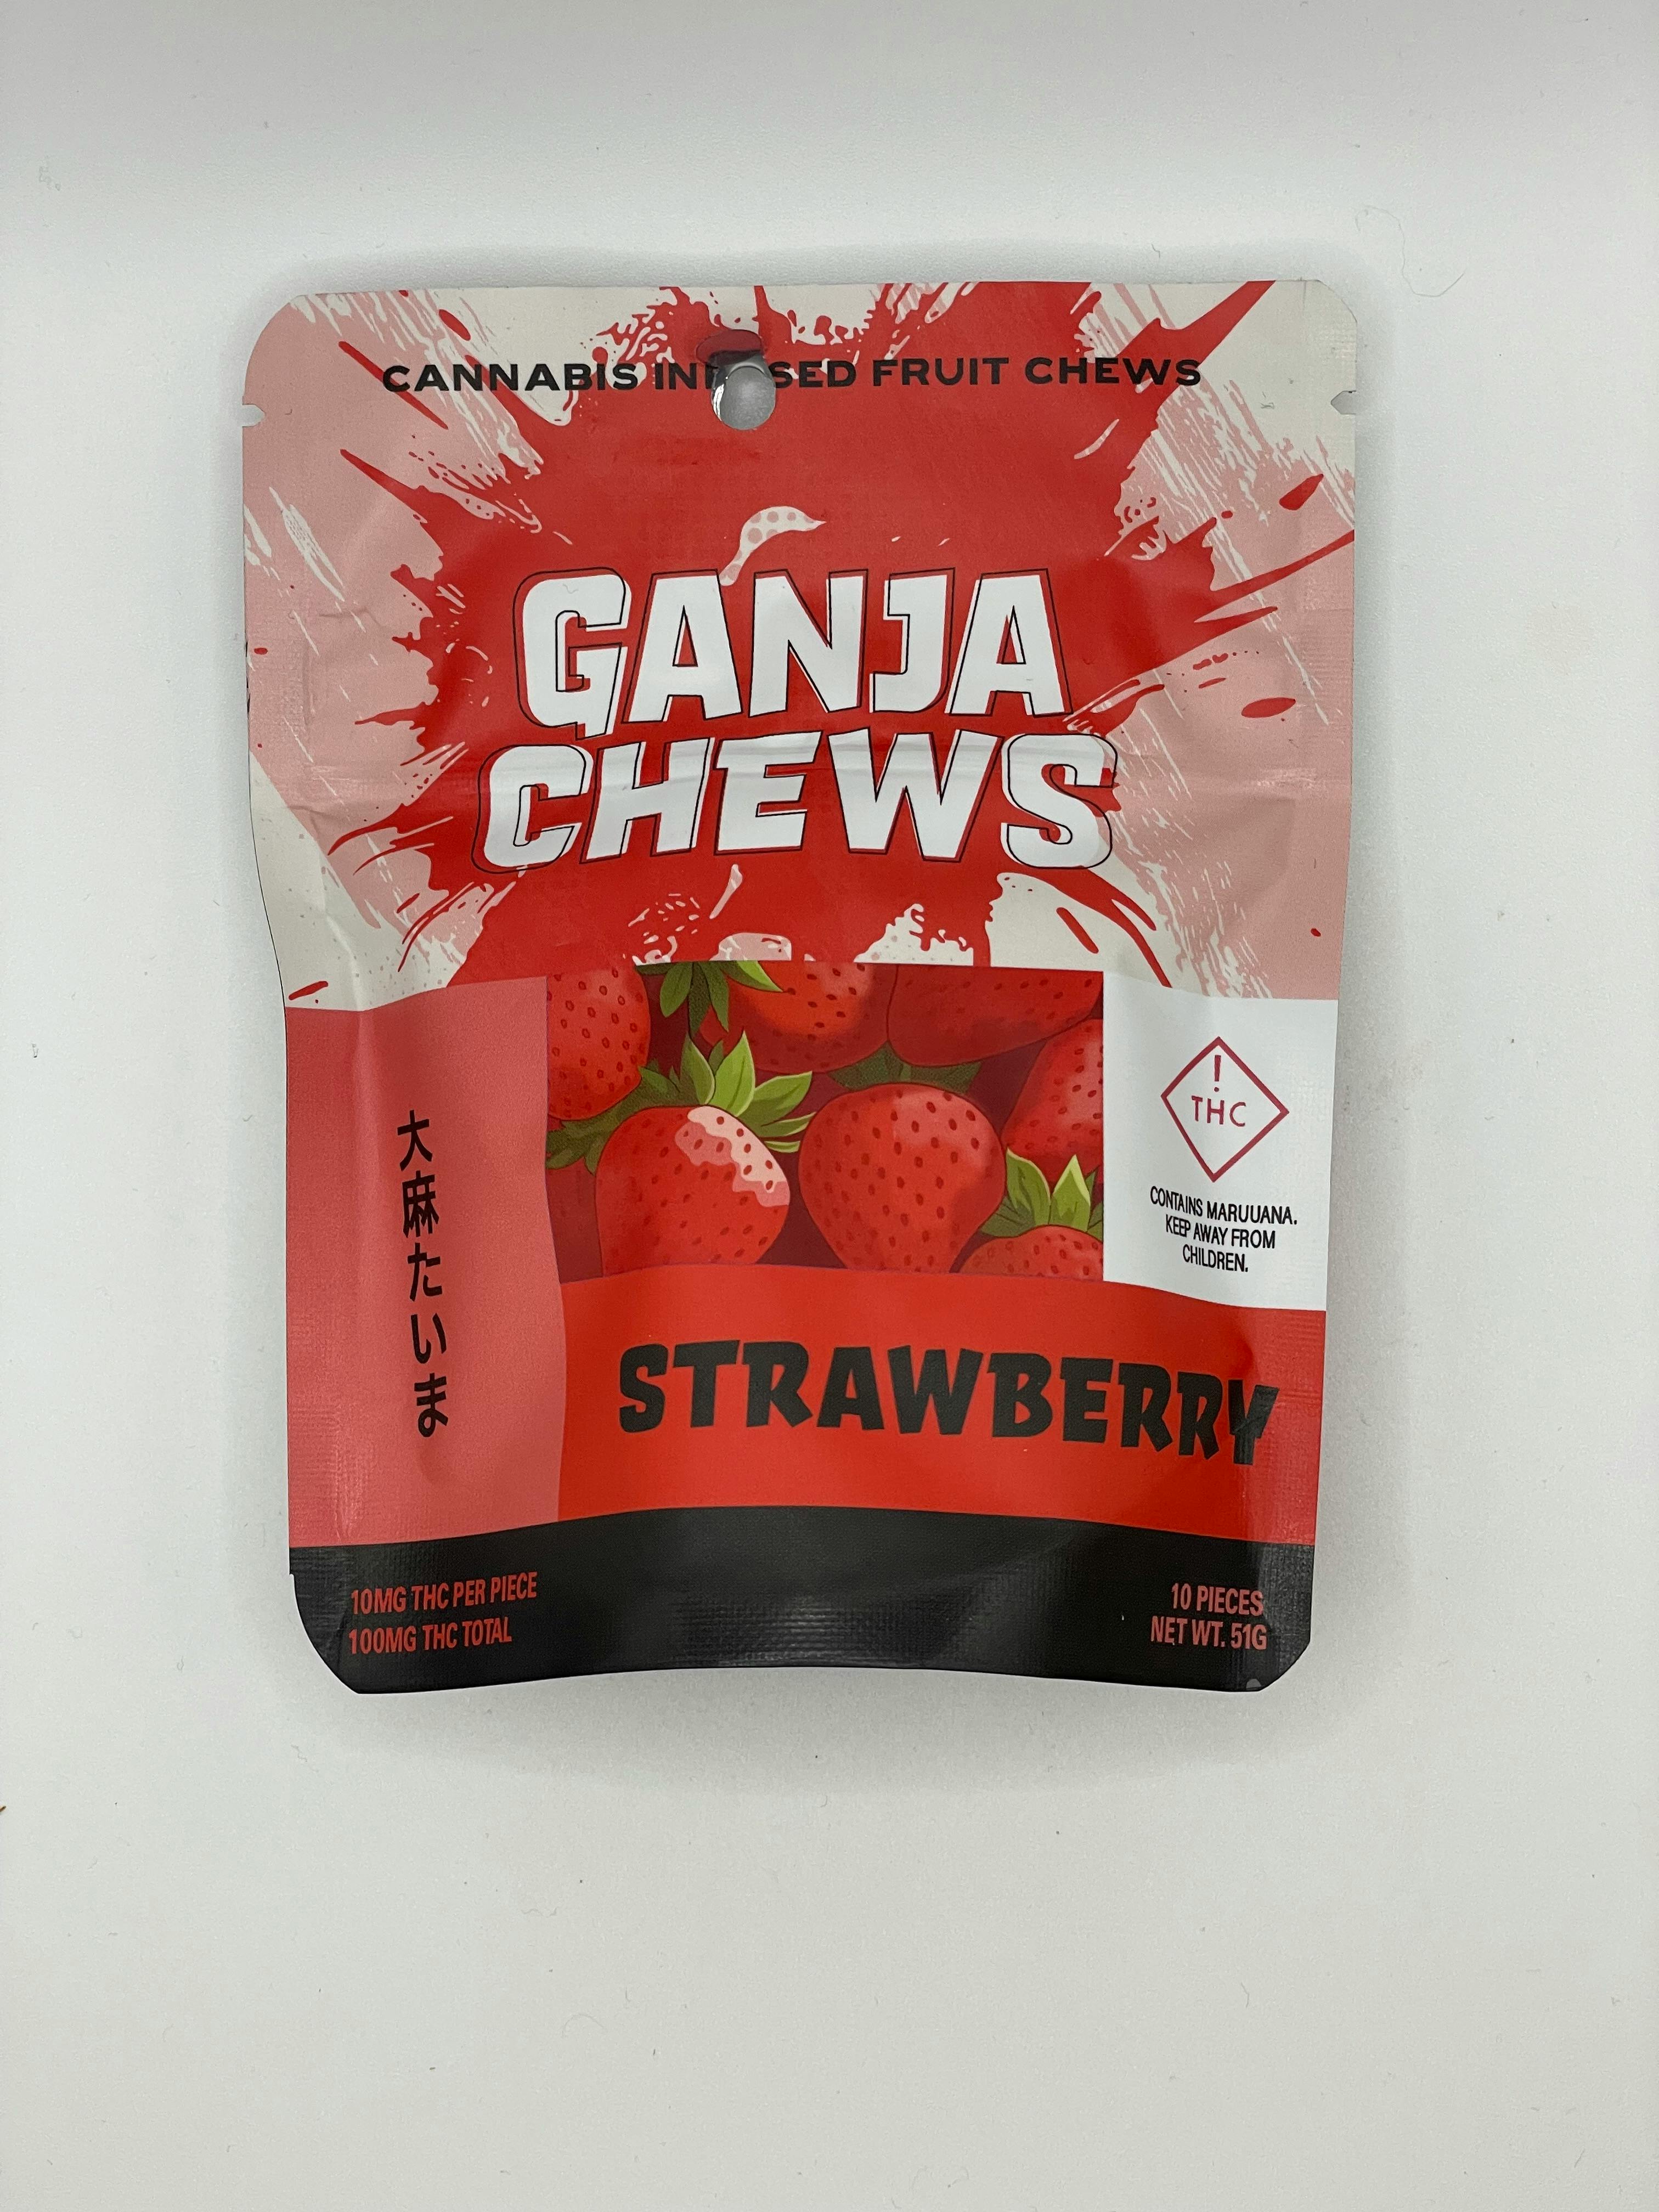 CANNABIS INFUSED FRUIT CHEWS
GANJA
CHEWS
!
THC
CONTAINS MARIJUANA.
KEEP AWAY FROM
CHILDREN.
大麻たいま
STRAWBERRY
10MG THC PER PIECE
100MG THC TOTAL
10 PIECES
NET WT. 51G